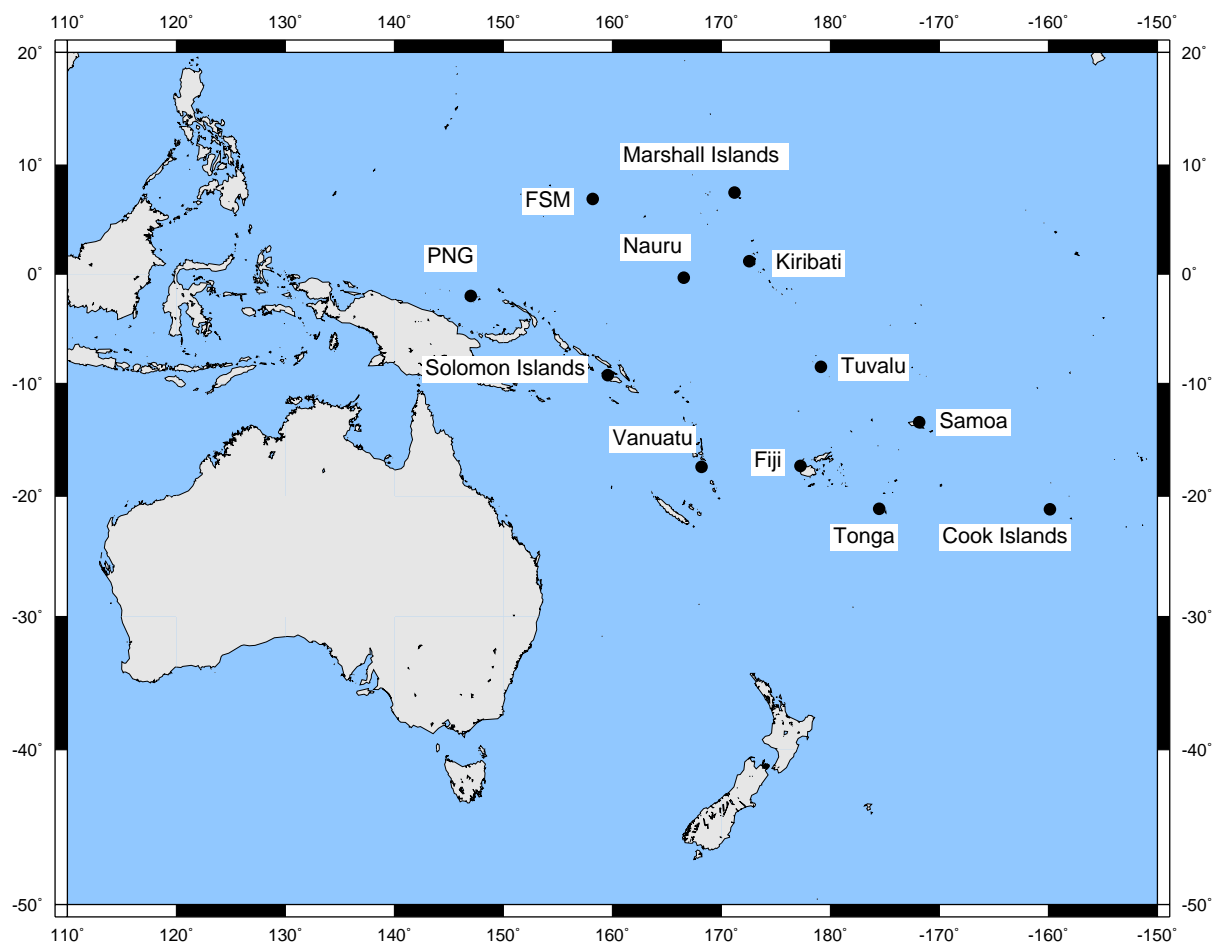 110˚ 120˚ 130˚ 140˚ 150˚ 160˚ 170˚ 180˚ -170˚ -160˚ -150˚
20˚ 20˚
10˚ 10˚
Marshall Islands
FSM
Nauru
PNG
Kiribati
0˚ 0˚
Solomon Islands
Tuvalu
-10˚ -10˚
Samoa
Vanuatu
Fiji
-20˚ -20˚
Tonga
Cook Islands
-30˚ -30˚
-40˚ -40˚
-50˚ -50˚
110˚ 120˚ 130˚ 140˚ 150˚ 160˚ 170˚ 180˚ -170˚ -160˚ -150˚